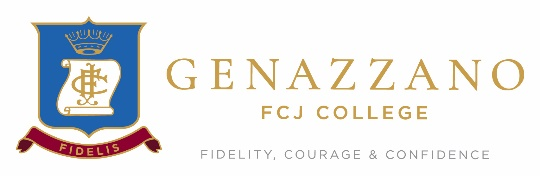 FIDELIS
GENAZZANO
FCJ COLLEGE
FIDELITY, COURAGE & CONFIDENCE